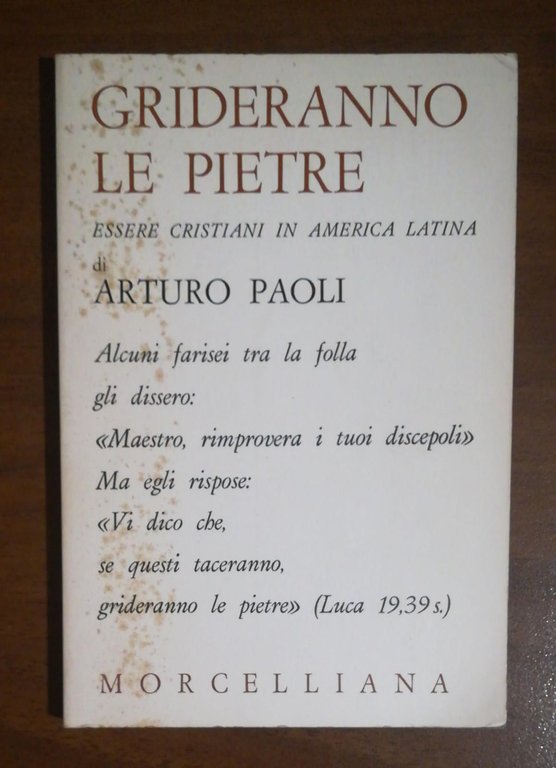 GRIDERANNO
LE PIETRE
ESSERE CRISTIANI IN AMERICA LATINA
di
ARTURO PAOLI
Alcuni farisei tra la folla
gli dissero:
«Maestro, rimprovera i tuoi discepoli»
Ma egli rispose:
«Vi dico che,
se questi taceranno,
grideranno le pietre» (Luca 19,39 s.)
MORCELLIANA